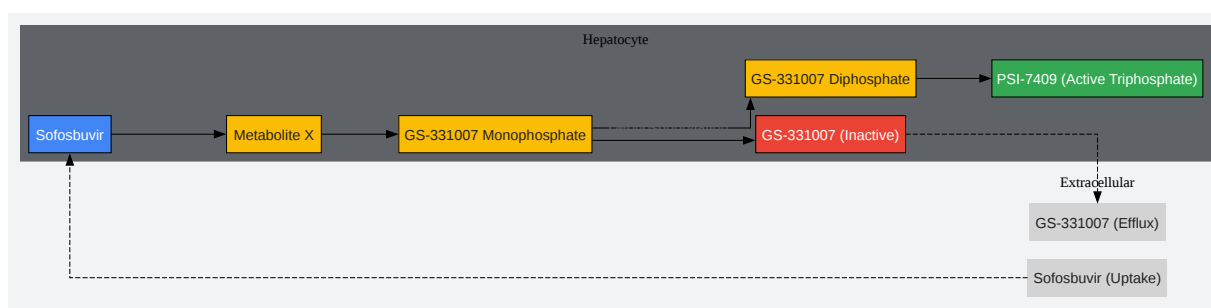 Hepatocyte
GS-331007 Diphosphate
PSI-7409 (Active Triphosphate)
Sofosbuvir
Metabolite X
GS-331007 Monophosphate
GS-331007 (Inactive)
Extracellular
GS-331007 (Efflux)
Sofosbuvir (Uptake)